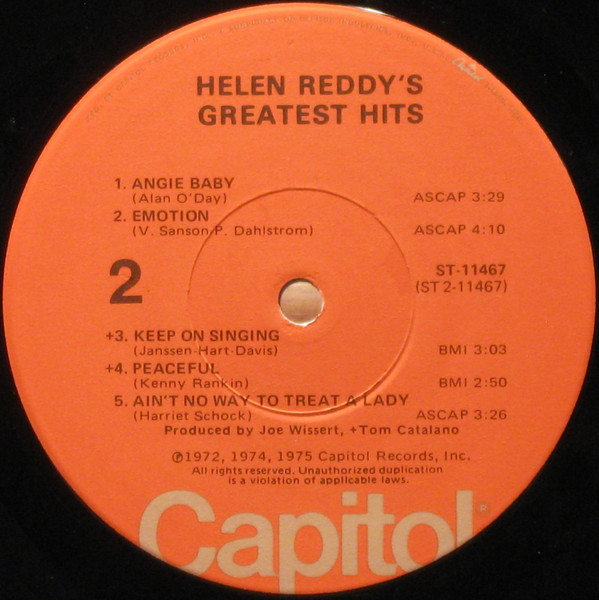 HELEN REDDY'S
GREATEST HITS
1. ANGIE BABY
(Alan O'Day) ASCAP 3:29
2. EMOTION
(V. Sanson-P. Dahlstrom) ASCAP 4:10
2
ST-11467
(ST 2-11467)
+3. KEEP ON SINGING
(Janssen-Hart-Davis) BMI 3:03
+4. PEACEFUL
(Kenny Rankin) BMI 2:50
5. AIN'T NO WAY TO TREAT A LADY
(Harriet Schock) ASCAP 3:26
Produced by Joe Wissert, +Tom Catalano
℗1972, 1974, 1975 Capitol Records, Inc.
All rights reserved. Unauthorized duplication
is a violation of applicable laws.
Capitol®
Capitol